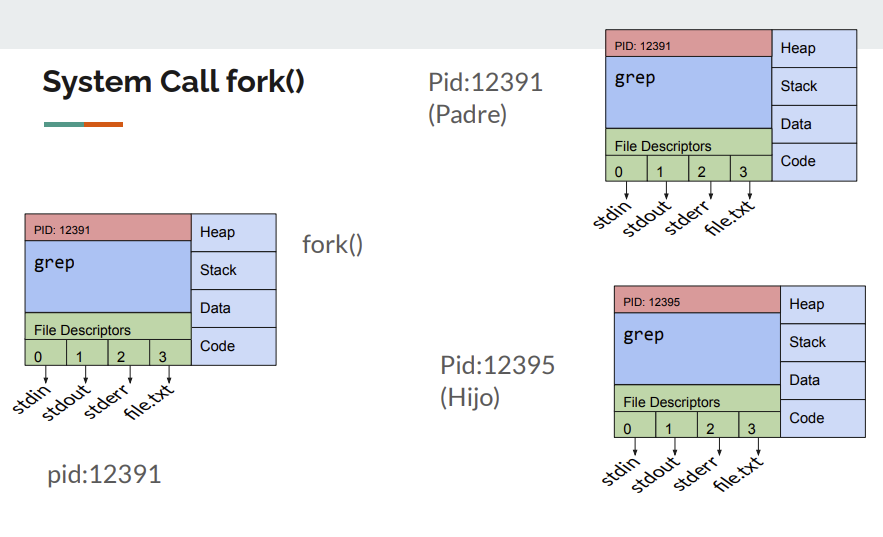 System Call fork()
PID: 12391
grep
File Descriptors
0 1 2 3
Heap
Stack
Data
Code
stdin
stdout
stderr
file.txt
pid:12391
fork()
Pid:12391
(Padre)
PID: 12391
grep
File Descriptors
0 1 2 3
Heap
Stack
Data
Code
stdin
stdout
stderr
file.txt
Pid:12395
(Hijo)
PID: 12395
grep
File Descriptors
0 1 2 3
Heap
Stack
Data
Code
stdin
stdout
stderr
file.txt